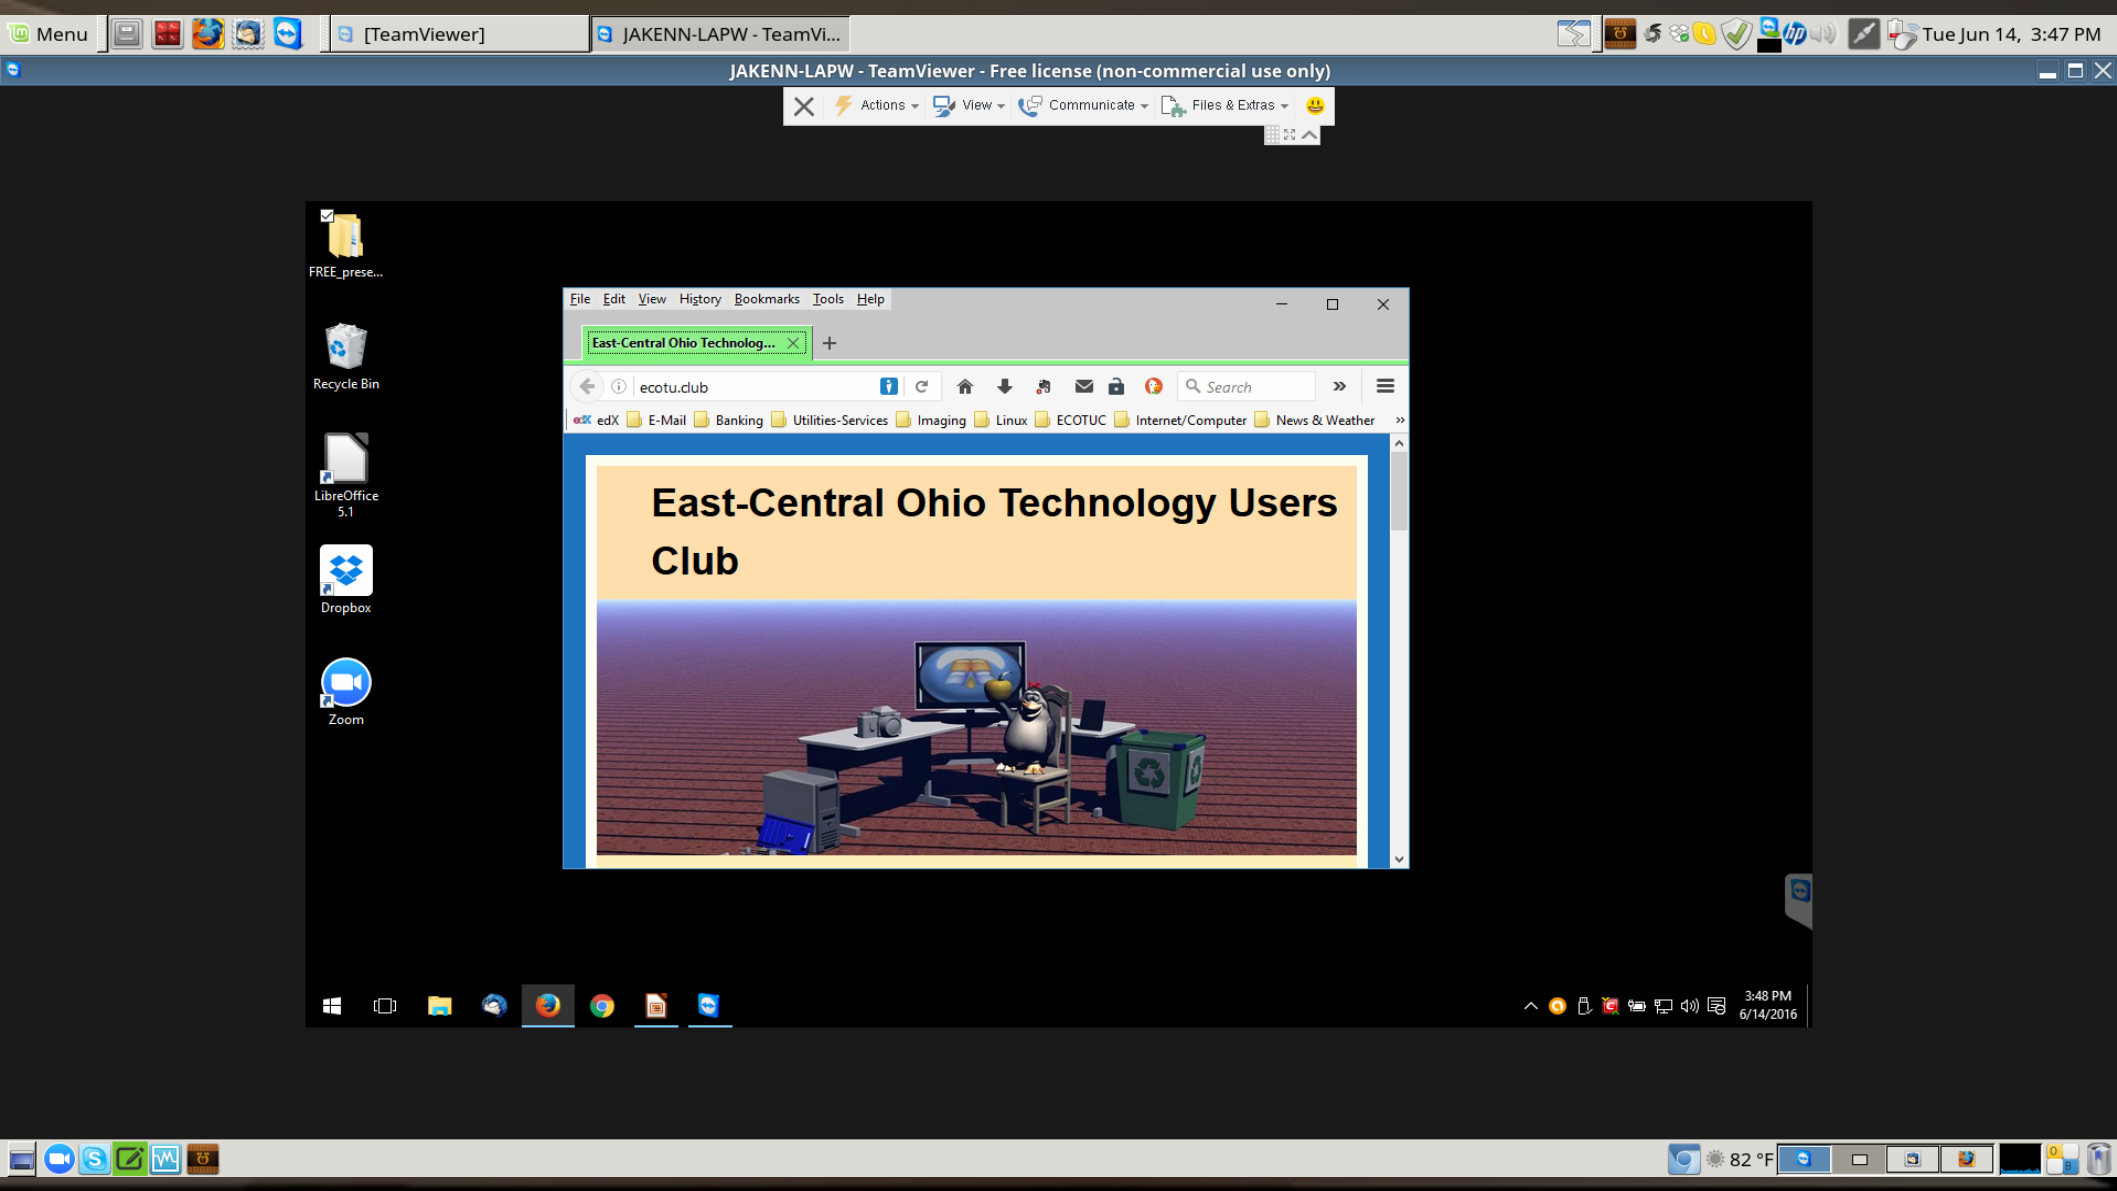 Menu
[TeamViewer]
JAKENN-LAPW - TeamVi...
Tue Jun 14, 3:47 PM
JAKENN-LAPW - TeamViewer - Free license (non-commercial use only)
Actions
View
Communicate
Files & Extras
FREE_prese...
Recycle Bin
LibreOffice
5.1
Dropbox
Zoom
File Edit View History Bookmarks Tools Help
East-Central Ohio Technolog...
ecotu.club
Search
edX edX E-Mail Banking Utilities-Services Imaging Linux ECOTUC Internet/Computer News & Weather
East-Central Ohio Technology Users
Club
3:48 PM
6/14/2016
82 °F